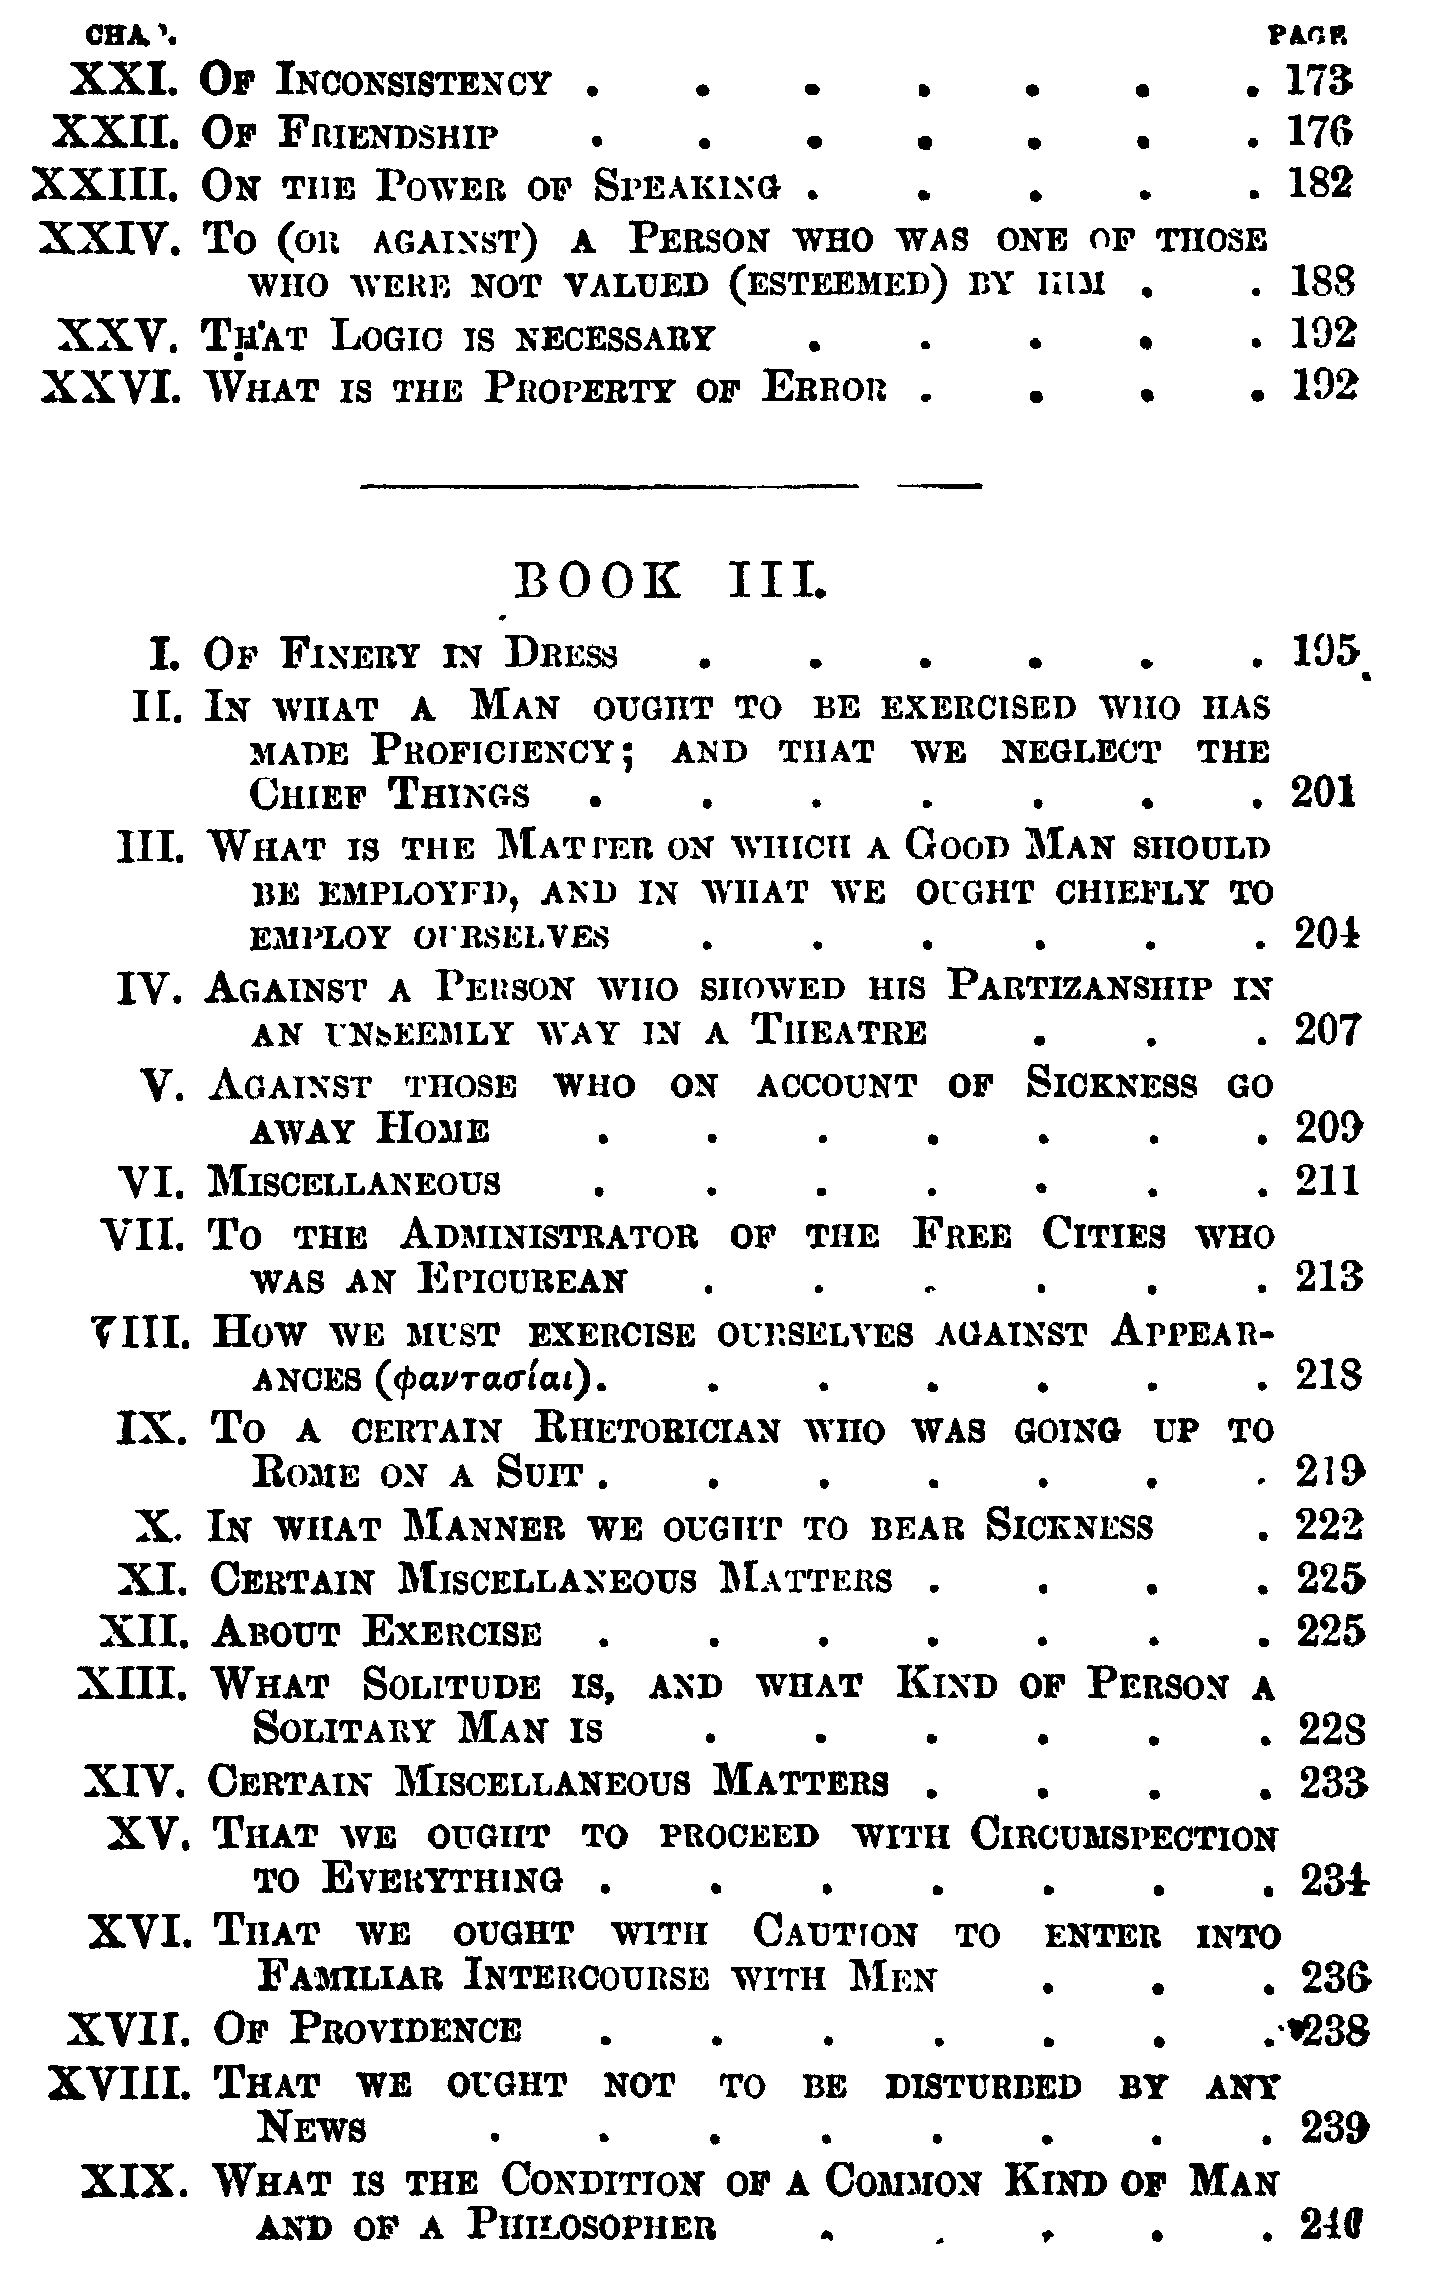 CHAP. PAGE
XXI. Of Inconsistency . . . . . . . 173
XXII. Of Friendship . . . . . . . 176
XXIII. On the Power of Speaking . . . . . 182
XXIV. To (or against) a Person who was one of those
who were not valued (esteemed) by him . . 188
XXV. That Logic is necessary . . . . . 192
XXVI. What is the Property of Error . . . . 192
BOOK III.
I. Of Finery in Dress . . . . . . 195
II. In what a Man ought to be exercised who has
made Proficiency; and that we neglect the
Chief Things . . . . . . . 201
III. What is the Matter on which a Good Man should
be employed, and in what we ought chiefly to
employ ourselves . . . . . . 204
IV. Against a Person who showed his Partizanship in
an unseemly way in a Theatre . . . 207
V. Against those who on account of Sickness go
away Home . . . . . . . 209
VI. Miscellaneous . . . . . . . 211
VII. To the Administrator of the Free Cities who
was an Epicurean . . . . . . 213
VIII. How we must exercise ourselves against Appear-
ances (φαντασίαι). . . . . . . 218
IX. To a certain Rhetorician who was going up to
Rome on a Suit . . . . . . . 219
X. In what Manner we ought to bear Sickness . 222
XI. Certain Miscellaneous Matters . . . . 225
XII. About Exercise . . . . . . . 225
XIII. What Solitude is, and what Kind of Person a
Solitary Man is . . . . . . 228
XIV. Certain Miscellaneous Matters . . . . 233
XV. That we ought to proceed with Circumspection
to Everything . . . . . . . 234
XVI. That we ought with Caution to enter into
Familiar Intercourse with Men . . . 236
XVII. Of Providence . . . . . . . 238
XVIII. That we ought not to be disturbed by any
News . . . . . . . . 239
XIX. What is the Condition of a Common Kind of Man
and of a Philosopher . . . . . 240